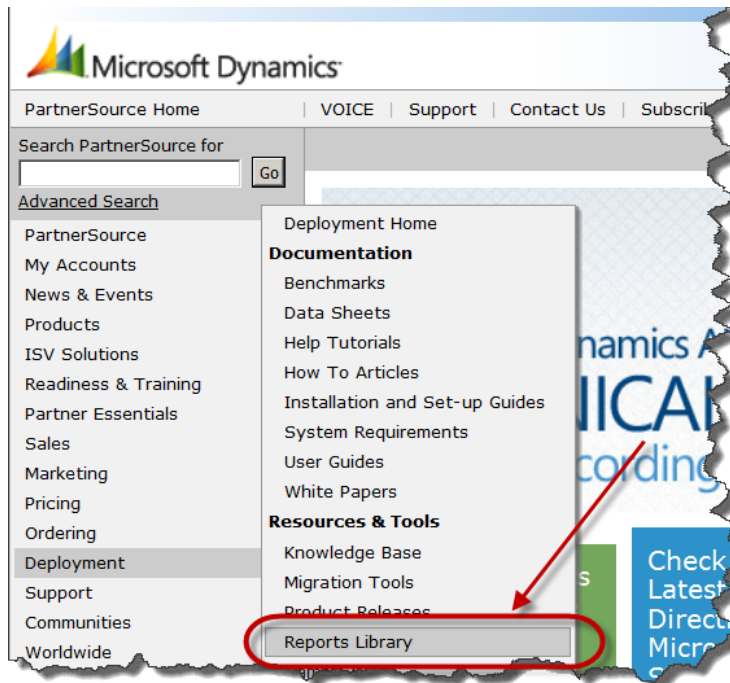 Microsoft Dynamics
PartnerSource Home | VOICE | Support | Contact Us |
Search PartnerSource for
Go
Advanced Search
PartnerSource
My Accounts
News & Events
Products
ISV Solutions
Readiness & Training
Partner Essentials
Sales
Marketing
Pricing
Ordering
Deployment
Support
Communities
Worldwide
Deployment Home
Documentation
Benchmarks
Data Sheets
Help Tutorials
How To Articles
Installation and Set-up Guides
System Requirements
User Guides
White Papers
Resources & Tools
Knowledge Base
Migration Tools
Product Releases
Reports Library
Check
Latest